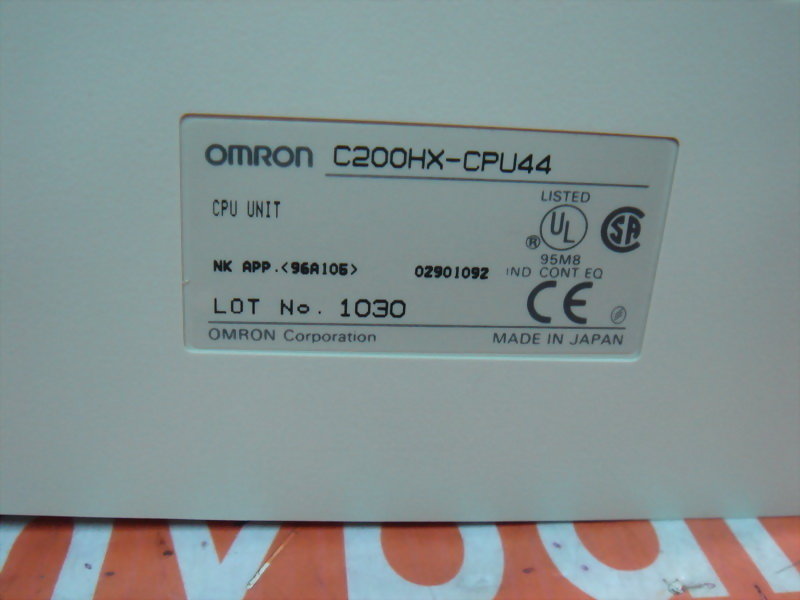 OMRON C200HX-CPU44
CPU UNIT
LISTED
UL
SA
®
95M8
NK APP.<96A105> 02901092 IND CONT EQ
LOT No. 1030
CE
OMRON Corporation MADE IN JAPAN